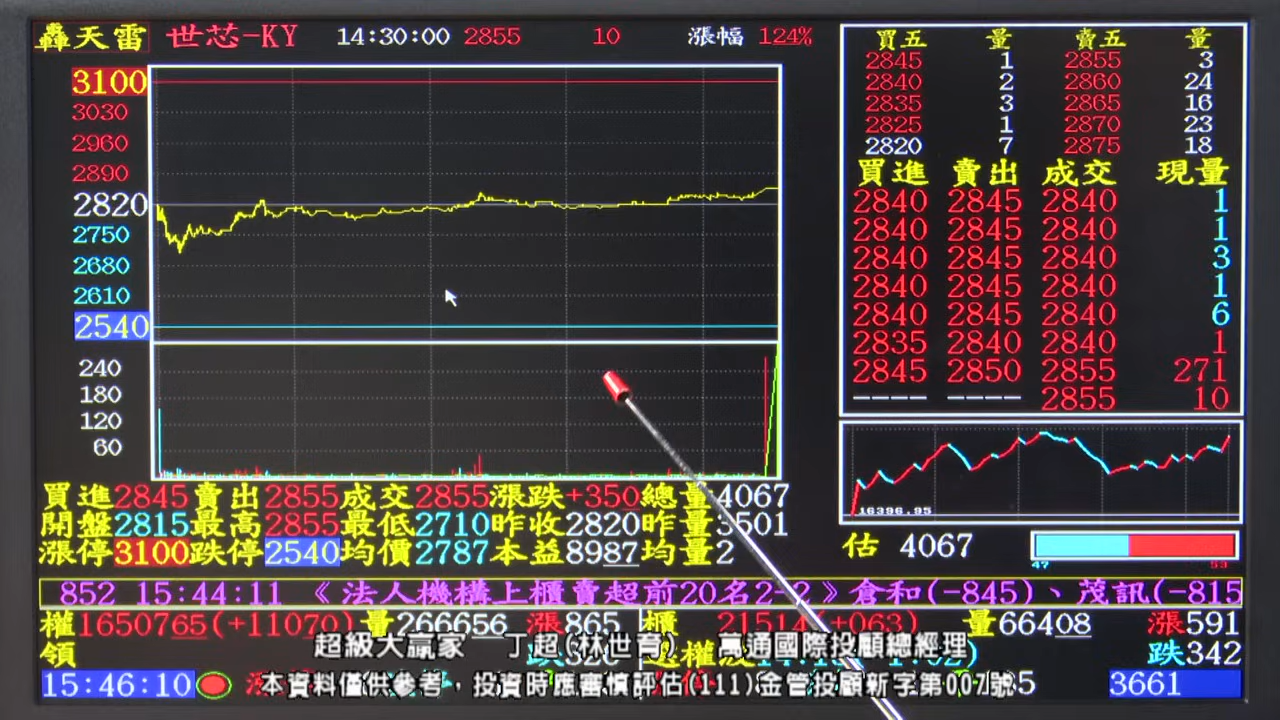 轟天雷 世芯-KY 14:30:00 2855 10 漲幅 124%
3100
3030
2960
2890
2820
2750
2680
2610
2540
240
180
120
60
買五 量 賣五 量
2845 1 2855 3
2840 2 2860 24
2835 3 2865 16
2825 1 2870 23
2820 7 2875 18
買進 賣出 成交 現量
2840 2845 2840 1
2840 2845 2840 1
2840 2845 2840 3
2840 2845 2840 1
2840 2845 2840 6
2835 2840 2840 1
2845 2850 2855 271
---- ---- 2855 10
16396.95
估 4067
47 53
買進2845賣出2855成交2855漲跌+350總量4067
開盤2815最高2855最低2710昨收2820昨量3501
漲停3100跌停2540均價2787本益8987均量2
852 15:44:11 《法人機構上櫃賣超前20名2-2》倉和(-845)、茂訊(-815
權1650765(+11070)量266656漲865 櫃 21514(+063) 量66408 漲591
領 跌342
超級大贏家 丁超(林世育) 萬通國際投顧總經理
15:46:10 3661
本資料僅供參考，投資時應審慎評估(111)金管投顧新字第007號